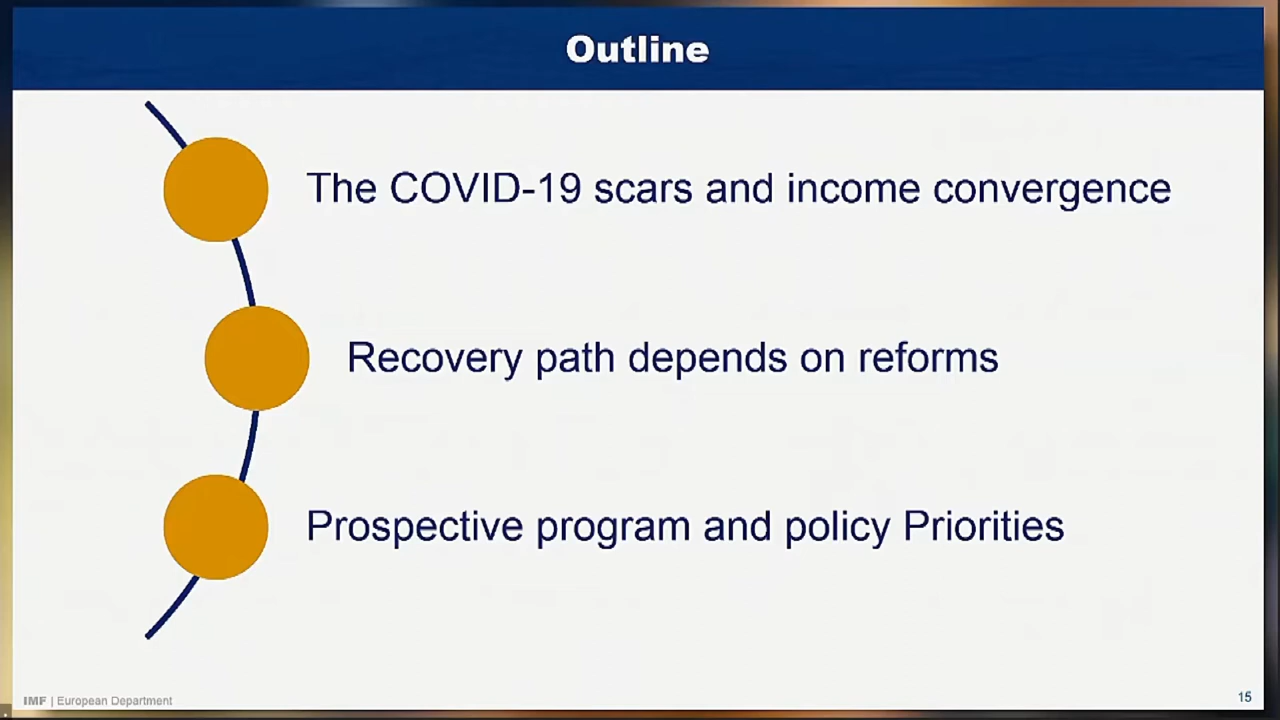 Outline
The COVID-19 scars and income convergence
Recovery path depends on reforms
Prospective program and policy Priorities
IMF | European Department
15